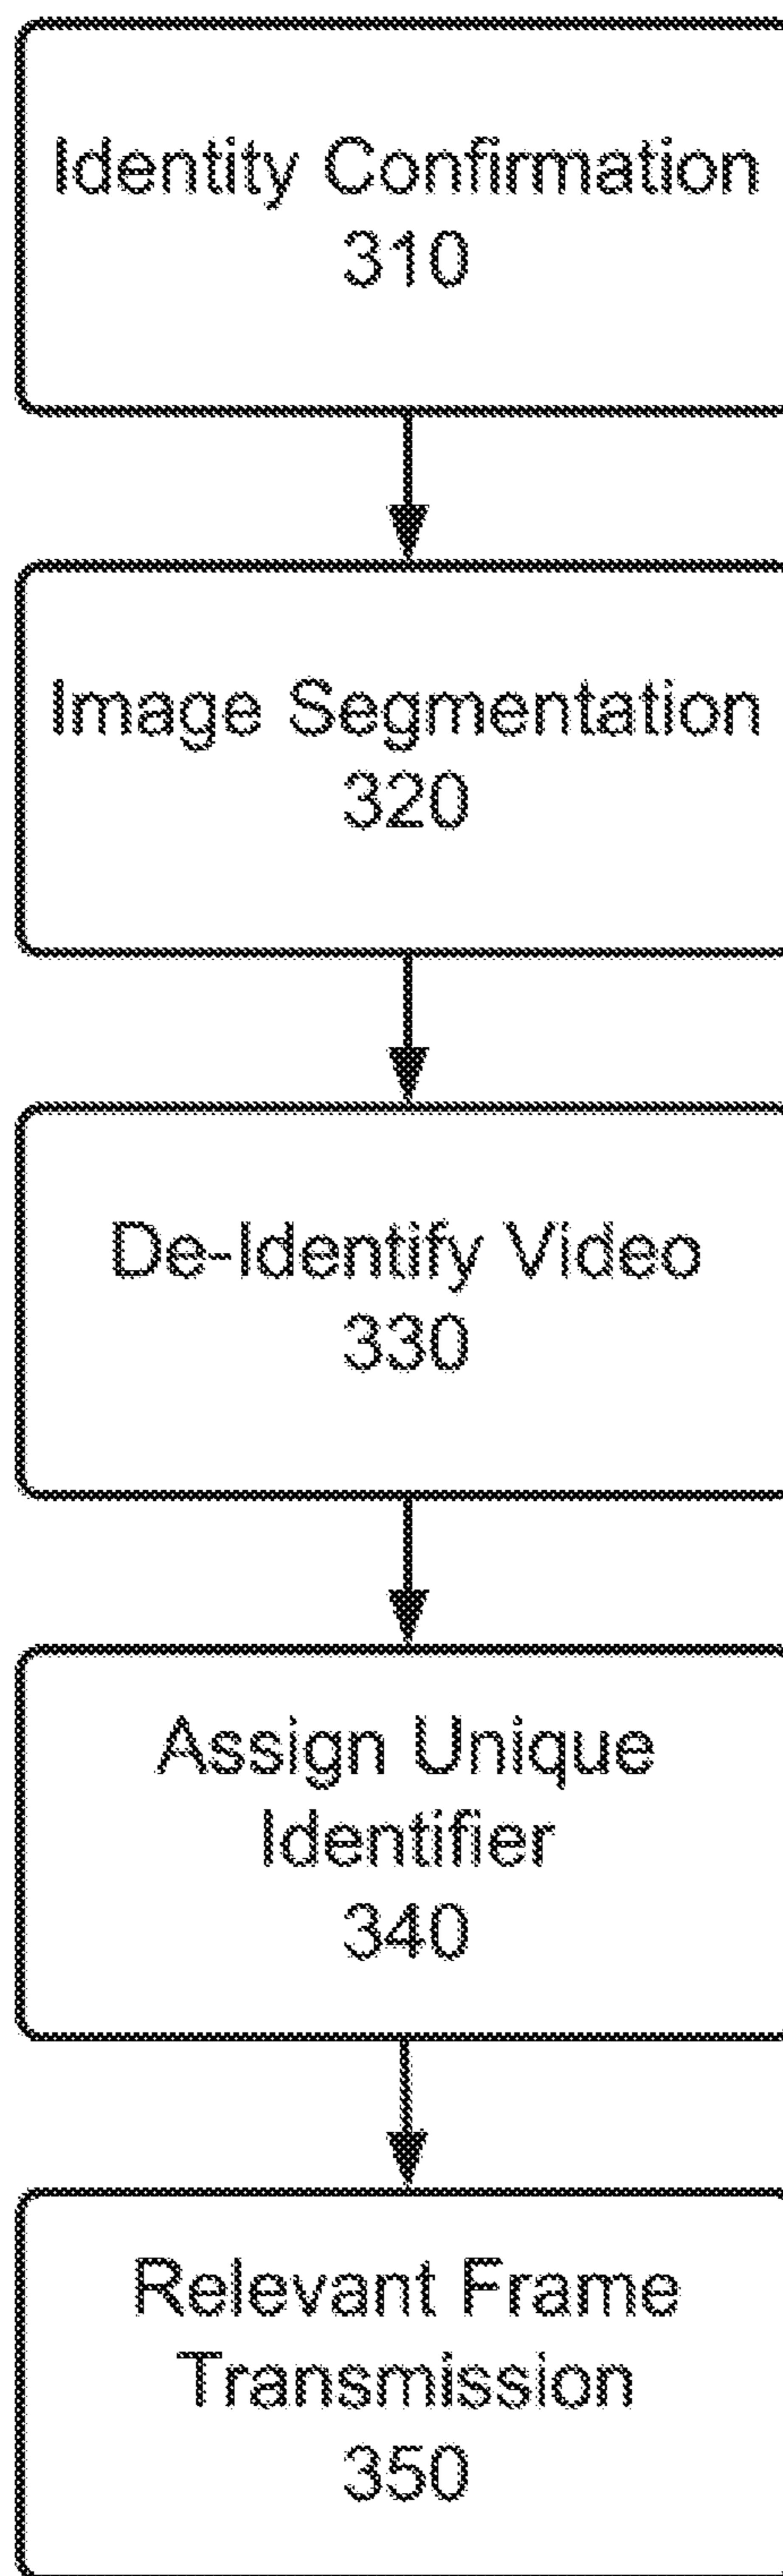 Identity Confirmation
310
Image Segmentation
320
De-Identify Video
330
Assign Unique
Identifier
340
Relevant Frame
Transmission
350